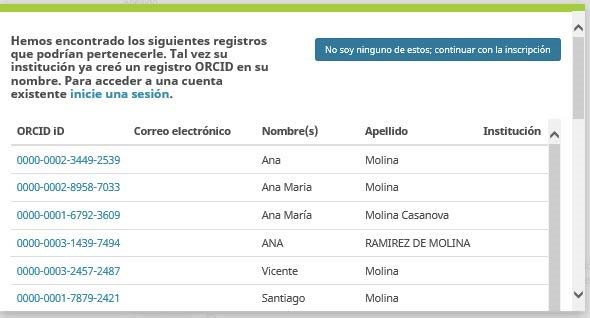 Hemos encontrado los siguientes registros
que podrían pertenecerle. Tal vez su
institución ya creó un registro ORCID en su
nombre. Para acceder a una cuenta
existente inicie una sesión.
No soy ninguno de estos; continuar con la inscripción
ORCID iD Correo electrónico Nombre(s) Apellido Institución
0000-0002-3449-2539 Ana Molina
0000-0002-8958-7033 Ana Maria Molina
0000-0001-6792-3609 Ana María Molina Casanova
0000-0003-1439-7494 ANA RAMIREZ DE MOLINA
0000-0003-2457-2487 Vicente Molina
0000-0001-7879-2421 Santiago Molina